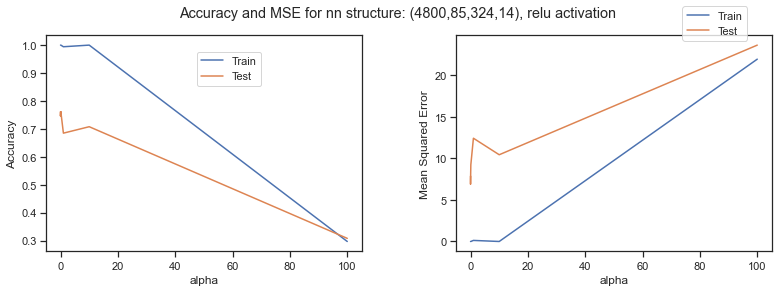 Accuracy and MSE for nn structure: (4800,85,324,14), relu activation
1.0
0.9
0.8
0.7
0.6
0.5
0.4
0.3
Accuracy
Train
Test
0
20
40
60
80
100
alpha
20
15
10
5
0
Mean Squared Error
Train
Test
0
20
40
60
80
100
alpha